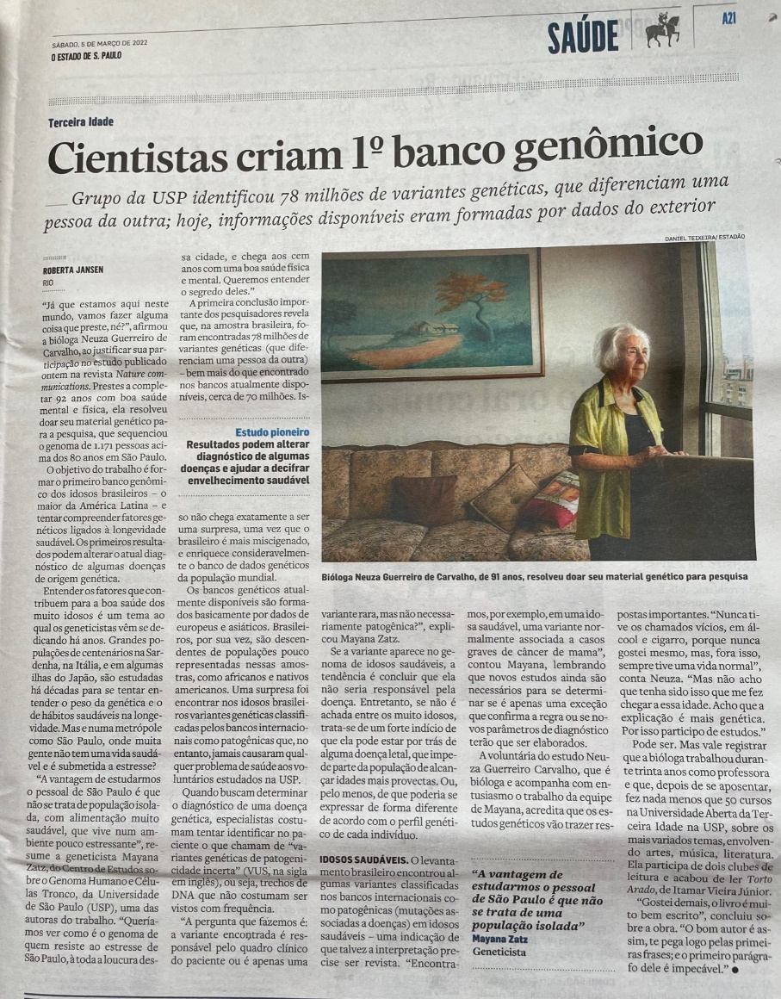 SÁBADO, 5 DE MARÇO DE 2022
O ESTADO DE S. PAULO
SAÚDE
A21
Terceira Idade
Cientistas criam 1º banco genômico
Grupo da USP identificou 78 milhões de variantes genéticas, que diferenciam uma
pessoa da outra; hoje, informações disponíveis eram formadas por dados do exterior
DANIEL TEIXEIRA/ ESTADÃO
ROBERTA JANSEN
RIO
“Já que estamos aqui neste
mundo, vamos fazer alguma
coisa que preste, né?”, afirmou
a bióloga Neuza Guerreiro de
Carvalho, ao justificar sua par-
ticipação no estudo publicado
ontem na revista Nature com-
munications. Prestes a comple-
tar 92 anos com boa saúde
mental e física, ela resolveu
doar seu material genético pa-
ra a pesquisa, que sequenciou
o genoma de 1.171 pessoas aci-
ma dos 80 anos em São Paulo.
O objetivo do trabalho é for-
mar o primeiro banco genômi-
co dos idosos brasileiros – o
maior da América Latina – e
tentar compreender fatores ge-
néticos ligados à longevidade
saudável. Os primeiros resulta-
dos podem alterar o atual diag-
nóstico de algumas doenças
de origem genética.
Entender os fatores que con-
tribuem para a boa saúde dos
muito idosos é um tema ao
qual os geneticistas vêm se de-
dicando há anos. Grandes po-
pulações de centenários na Sar-
denha, na Itália, e em algumas
ilhas do Japão, são estudadas
há décadas para se tentar en-
tender o peso da genética e o
de hábitos saudáveis na longe-
vidade. Mas e numa metrópole
como São Paulo, onde muita
gente não tem uma vida saudá-
vel e é submetida a estresse?
“A vantagem de estudarmos
o pessoal de São Paulo é que
não se trata de população isola-
da, com alimentação muito
saudável, que vive num am-
biente pouco estressante”, re-
sume a geneticista Mayana
Zatz, do Centro de Estudos so-
bre o Genoma Humano e Célu-
las Tronco, da Universidade
de São Paulo (USP), uma das
autoras do trabalho. “Quería-
mos ver como é o genoma de
quem resiste ao estresse de
São Paulo, à toda a loucura des-
sa cidade, e chega aos cem
anos com uma boa saúde física
e mental. Queremos entender
o segredo deles.”
A primeira conclusão impor-
tante dos pesquisadores revela
que, na amostra brasileira, fo-
ram encontradas 78 milhões de
variantes genéticas (que dife-
renciam uma pessoa da outra)
– bem mais do que encontrado
nos bancos atualmente dispo-
níveis, cerca de 70 milhões. Is-
Estudo pioneiro
Resultados podem alterar
diagnóstico de algumas
doenças e ajudar a decifrar
envelhecimento saudável
so não chega exatamente a ser
uma surpresa, uma vez que o
brasileiro é mais miscigenado,
e enriquece consideravelmen-
te o banco de dados genéticos
da população mundial.
Os bancos genéticos atual-
mente disponíveis são forma-
dos basicamente por dados de
europeus e asiáticos. Brasilei-
ros, por sua vez, são descen-
dentes de populações pouco
representadas nessas amos-
tras, como africanos e nativos
americanos. Uma surpresa foi
encontrar nos idosos brasilei-
ros variantes genéticas classifi-
cadas pelos bancos internacio-
nais como patogênicas que, no
entanto, jamais causaram qual-
quer problema de saúde aos vo-
luntários estudados na USP.
Quando buscam determinar
o diagnóstico de uma doença
genética, especialistas costu-
mam tentar identificar no pa-
ciente o que chamam de “va-
riantes genéticas de patogeni-
cidade incerta” (VUS, na sigla
em inglês), ou seja, trechos de
DNA que não costumam ser
vistos com frequência.
“A pergunta que fazemos é:
a variante encontrada é res-
ponsável pelo quadro clínico
do paciente ou é apenas uma
Bióloga Neuza Guerreiro de Carvalho, de 91 anos, resolveu doar seu material genético para pesquisa
variante rara, mas não necessa-
riamente patogênica?”, expli-
cou Mayana Zatz.
Se a variante aparece no ge-
noma de idosos saudáveis, a
tendência é concluir que ela
não seria responsável pela
doença. Entretanto, se não é
achada entre os muito idosos,
trata-se de um forte indício de
que ela pode estar por trás de
alguma doença letal, que impe-
de parte da população de alcan-
çar idades mais provectas. Ou,
pelo menos, de que poderia se
expressar de forma diferente
de acordo com o perfil genéti-
co de cada indivíduo.
IDOSOS SAUDÁVEIS. O levanta-
mento brasileiro encontrou al-
gumas variantes classificadas
nos bancos internacionais co-
mo patogênicas (mutações as-
sociadas a doenças) em idosos
saudáveis – uma indicação de
que talvez a interpretação pre-
cise ser revista. “Encontra-
mos, por exemplo, em uma ido-
sa saudável, uma variante nor-
malmente associada a casos
graves de câncer de mama”,
contou Mayana, lembrando
que novos estudos ainda são
necessários para se determi-
nar se é apenas uma exceção
que confirma a regra ou se no-
vos parâmetros de diagnóstico
terão que ser elaborados.
A voluntária do estudo Neu-
za Guerreiro Carvalho, que é
bióloga e acompanha com en-
tusiasmo o trabalho da equipe
de Mayana, acredita que os es-
tudos genéticos vão trazer res-
“A vantagem de
estudarmos o pessoal
de São Paulo é que não
se trata de uma
população isolada”
Mayana Zatz
Geneticista
postas importantes. “Nunca ti-
ve os chamados vícios, em ál-
cool e cigarro, porque nunca
gostei mesmo, mas, fora isso,
sempre tive uma vida normal”,
conta Neuza. “Mas não acho
que tenha sido isso que me fez
chegar a essa idade. Acho que a
explicação é mais genética.
Por isso participo de estudos.”
Pode ser. Mas vale registrar
que a bióloga trabalhou duran-
te trinta anos como professora
e que, depois de se aposentar,
fez nada menos que 50 cursos
na Universidade Aberta da Ter-
ceira Idade na USP, sobre os
mais variados temas, envolven-
do artes, música, literatura.
Ela participa de dois clubes de
leitura e acabou de ler Torto
Arado, de Itamar Vieira Júnior.
“Gostei demais, o livro é mui-
to bem escrito”, concluiu so-
bre a obra. “O bom autor é as-
sim, te pega logo pelas primei-
ras frases; e o primeiro parágra-
fo dele é impecável.” ●